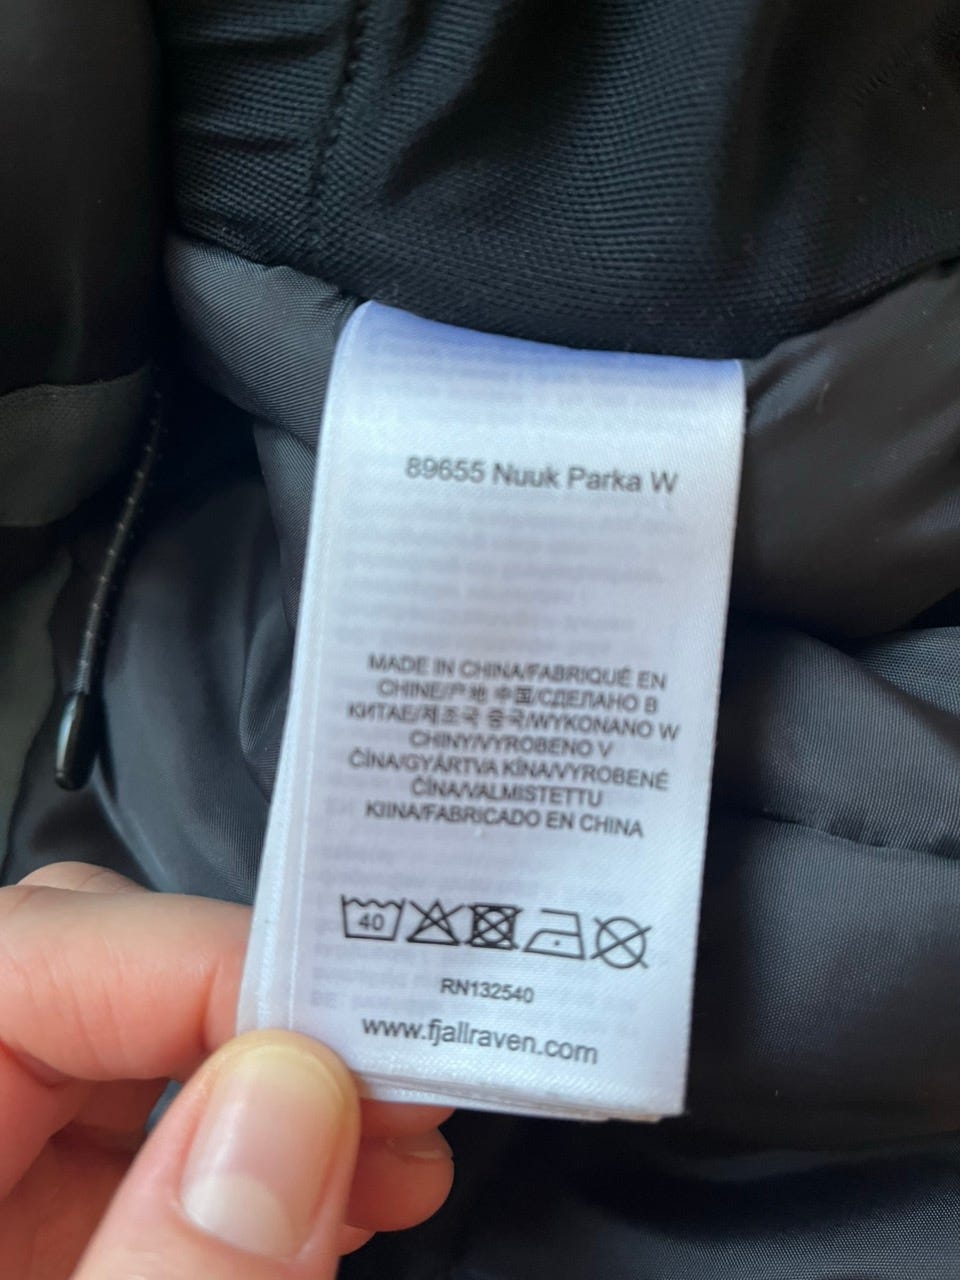 89655 Nuuk Parka W
MADE IN CHINA/FABRIQUÉ EN
CHINE/产地 中国/СДЕЛАНО В
КИТАЕ/제조국 중국/WYKONANO W
CHINY/VYROBENO V
ČÍNA/GYÁRTVA KÍNA/VYROBENÉ
ČÍNA/VALMISTETTU
KIINA/FABRICADO EN CHINA
40
RN132540
www.fjallraven.com